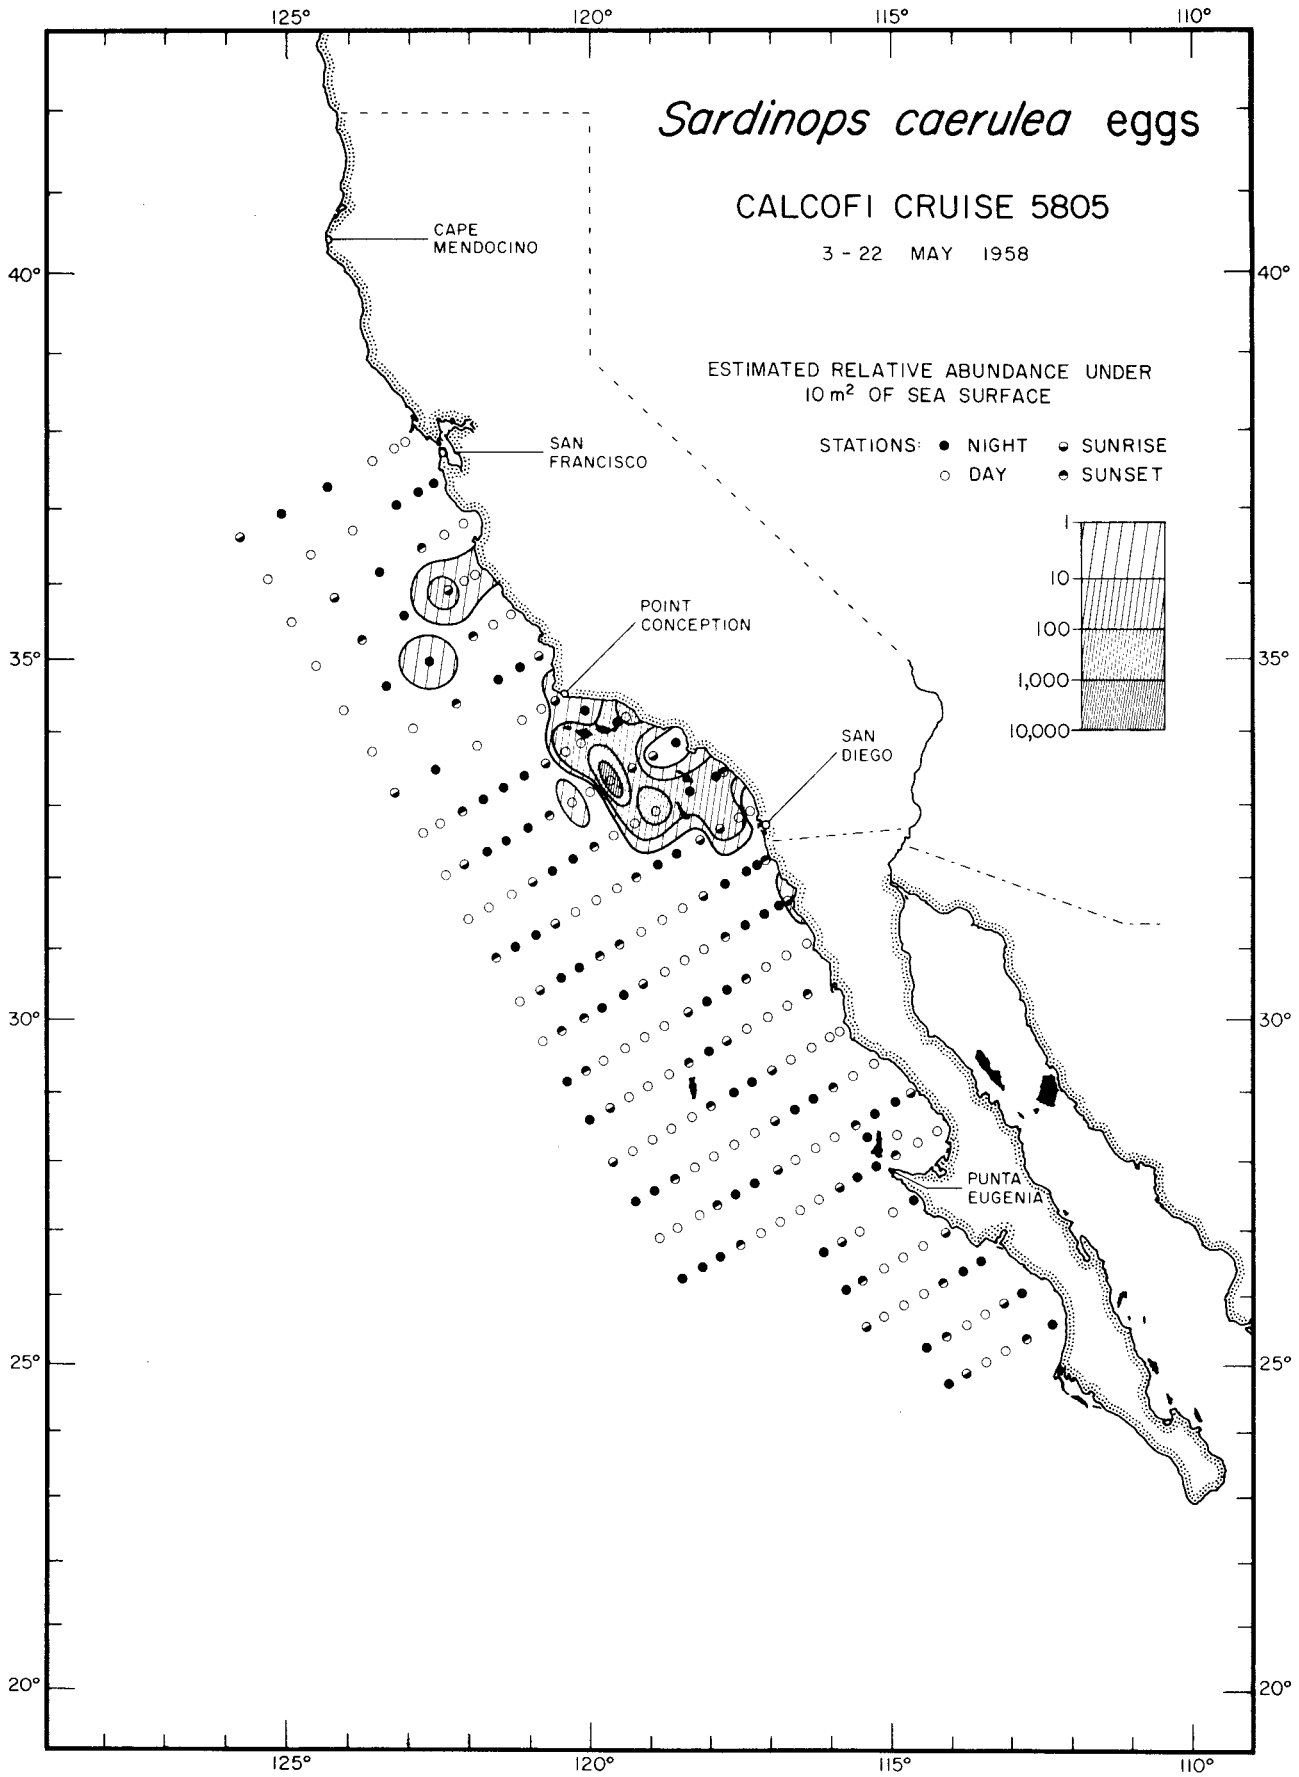 125° 120° 115° 110°
Sardinops caerulea eggs
CALCOFI CRUISE 5805
3 - 22 MAY 1958
CAPE
MENDOCINO
40° 40°
ESTIMATED RELATIVE ABUNDANCE UNDER
10 m² OF SEA SURFACE
STATIONS: ● NIGHT ◒ SUNRISE
○ DAY ◓ SUNSET
SAN
FRANCISCO
1
10
100
1,000
10,000
POINT
CONCEPTION
35° 35°
SAN
DIEGO
30° 30°
PUNTA
EUGENIA
25° 25°
20° 20°
125° 120° 115° 110°